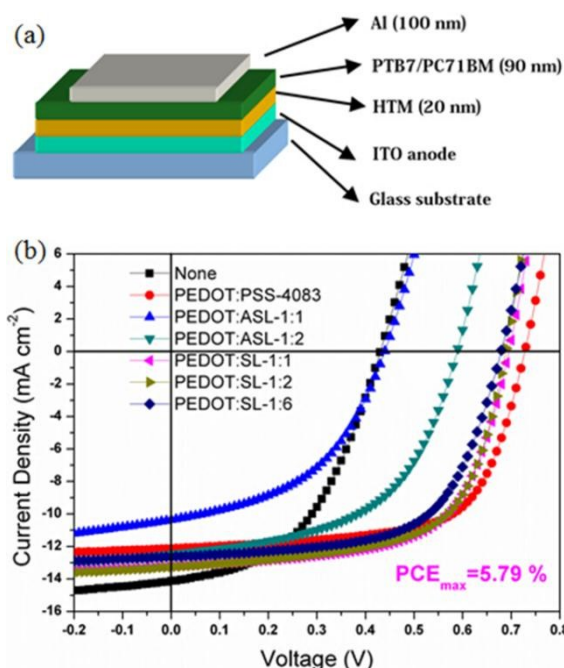 (a)
Al (100 nm)
PTB7/PC71BM (90 nm)
HTM (20 nm)
ITO anode
Glass substrate
(b)
6
4
2
0
-2
-4
-6
-8
-10
-12
-14
-16
Current Density (mA cm⁻²)
None
PEDOT:PSS-4083
PEDOT:ASL-1:1
PEDOT:ASL-1:2
PEDOT:SL-1:1
PEDOT:SL-1:2
PEDOT:SL-1:6
PCEmax=5.79 %
-0.2 -0.1 0.0 0.1 0.2 0.3 0.4 0.5 0.6 0.7 0.8
Voltage (V)